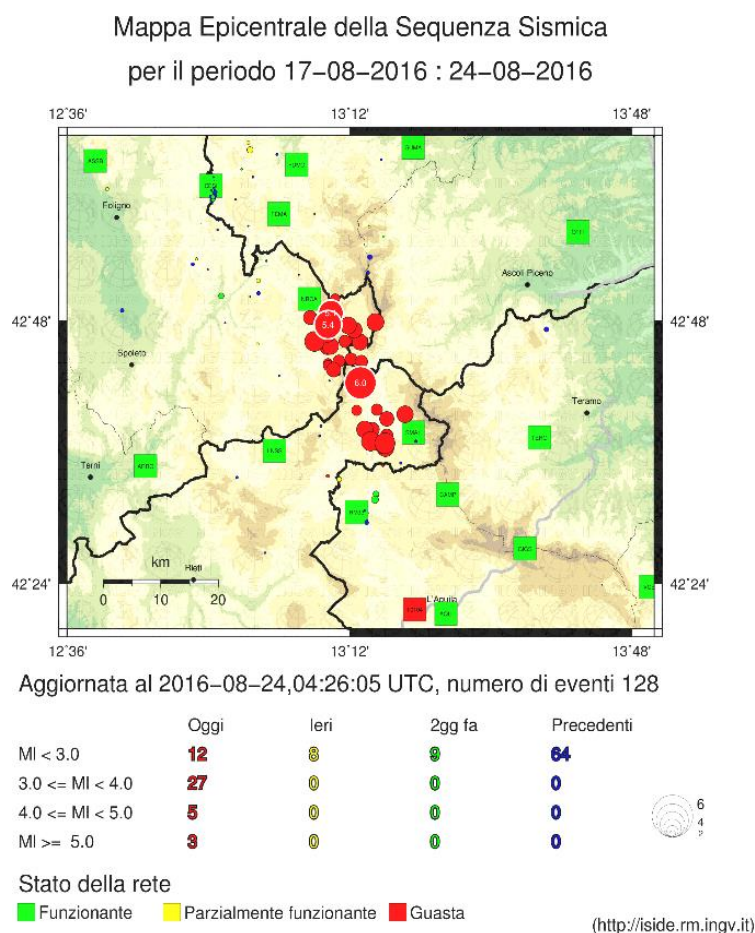 Mappa Epicentrale della Sequenza Sismica
per il periodo 17−08−2016 : 24−08−2016
12˚36' 13˚12' 13˚48'
Foligno
Ascoli Piceno
42˚48' 42˚48'
5.4
Spoleto
6.0
Teramo
Terni
km
Rieti
42˚24' 42˚24'
0 10 20
L'Aquila
12˚36' 13˚12' 13˚48'
Aggiornata al 2016−08−24,04:26:05 UTC, numero di eventi 128
Oggi Ieri 2gg fa Precedenti
Ml < 3.0 12 8 9 64
3.0 <= Ml < 4.0 27 0 0 0
4.0 <= Ml < 5.0 5 0 0 0
Ml >= 5.0 3 0 0 0
6
4
2
Stato della rete
Funzionante Parzialmente funzionante Guasta
(http://iside.rm.ingv.it)